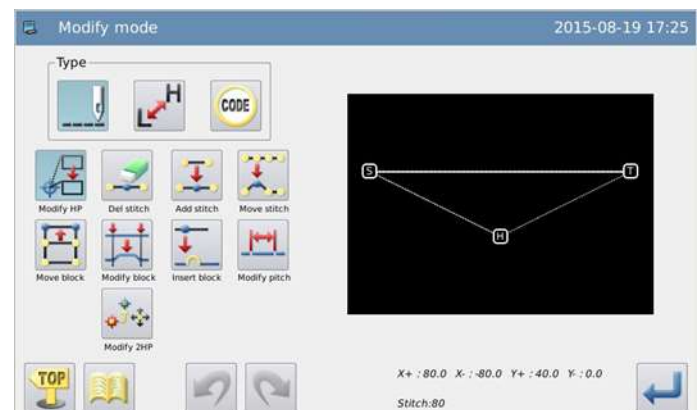 Modify mode 2015-08-19 17:25
Type
L H CODE
Modify HP Del stitch Add stitch Move stitch
Move block Modify block Insert block Modify pitch
Modify 2HP
S T
H
TOP
X+ : 80.0 X- : -80.0 Y+ : 40.0 Y- : 0.0
Stitch:80